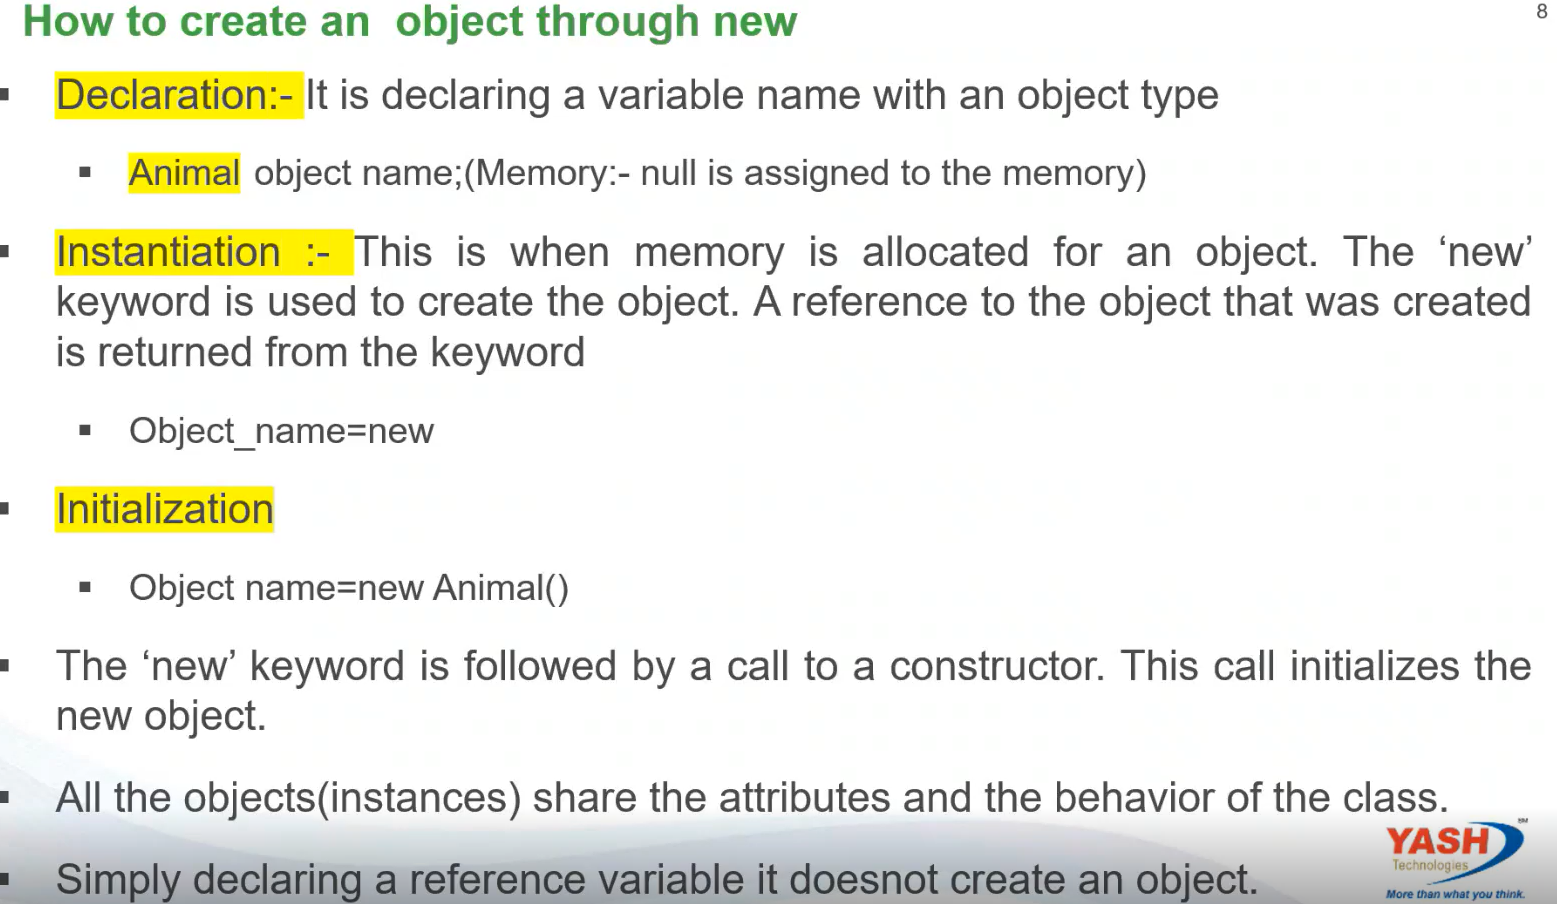 How to create an object through new
8
Declaration:- It is declaring a variable name with an object type
Animal object name;(Memory:- null is assigned to the memory)
Instantiation :- This is when memory is allocated for an object. The ‘new’
keyword is used to create the object. A reference to the object that was created
is returned from the keyword
Object_name=new
Initialization
Object name=new Animal()
The ‘new’ keyword is followed by a call to a constructor. This call initializes the
new object.
All the objects(instances) share the attributes and the behavior of the class.
Simply declaring a reference variable it doesnot create an object.
YASH
SM
Technologies
More than what you think.